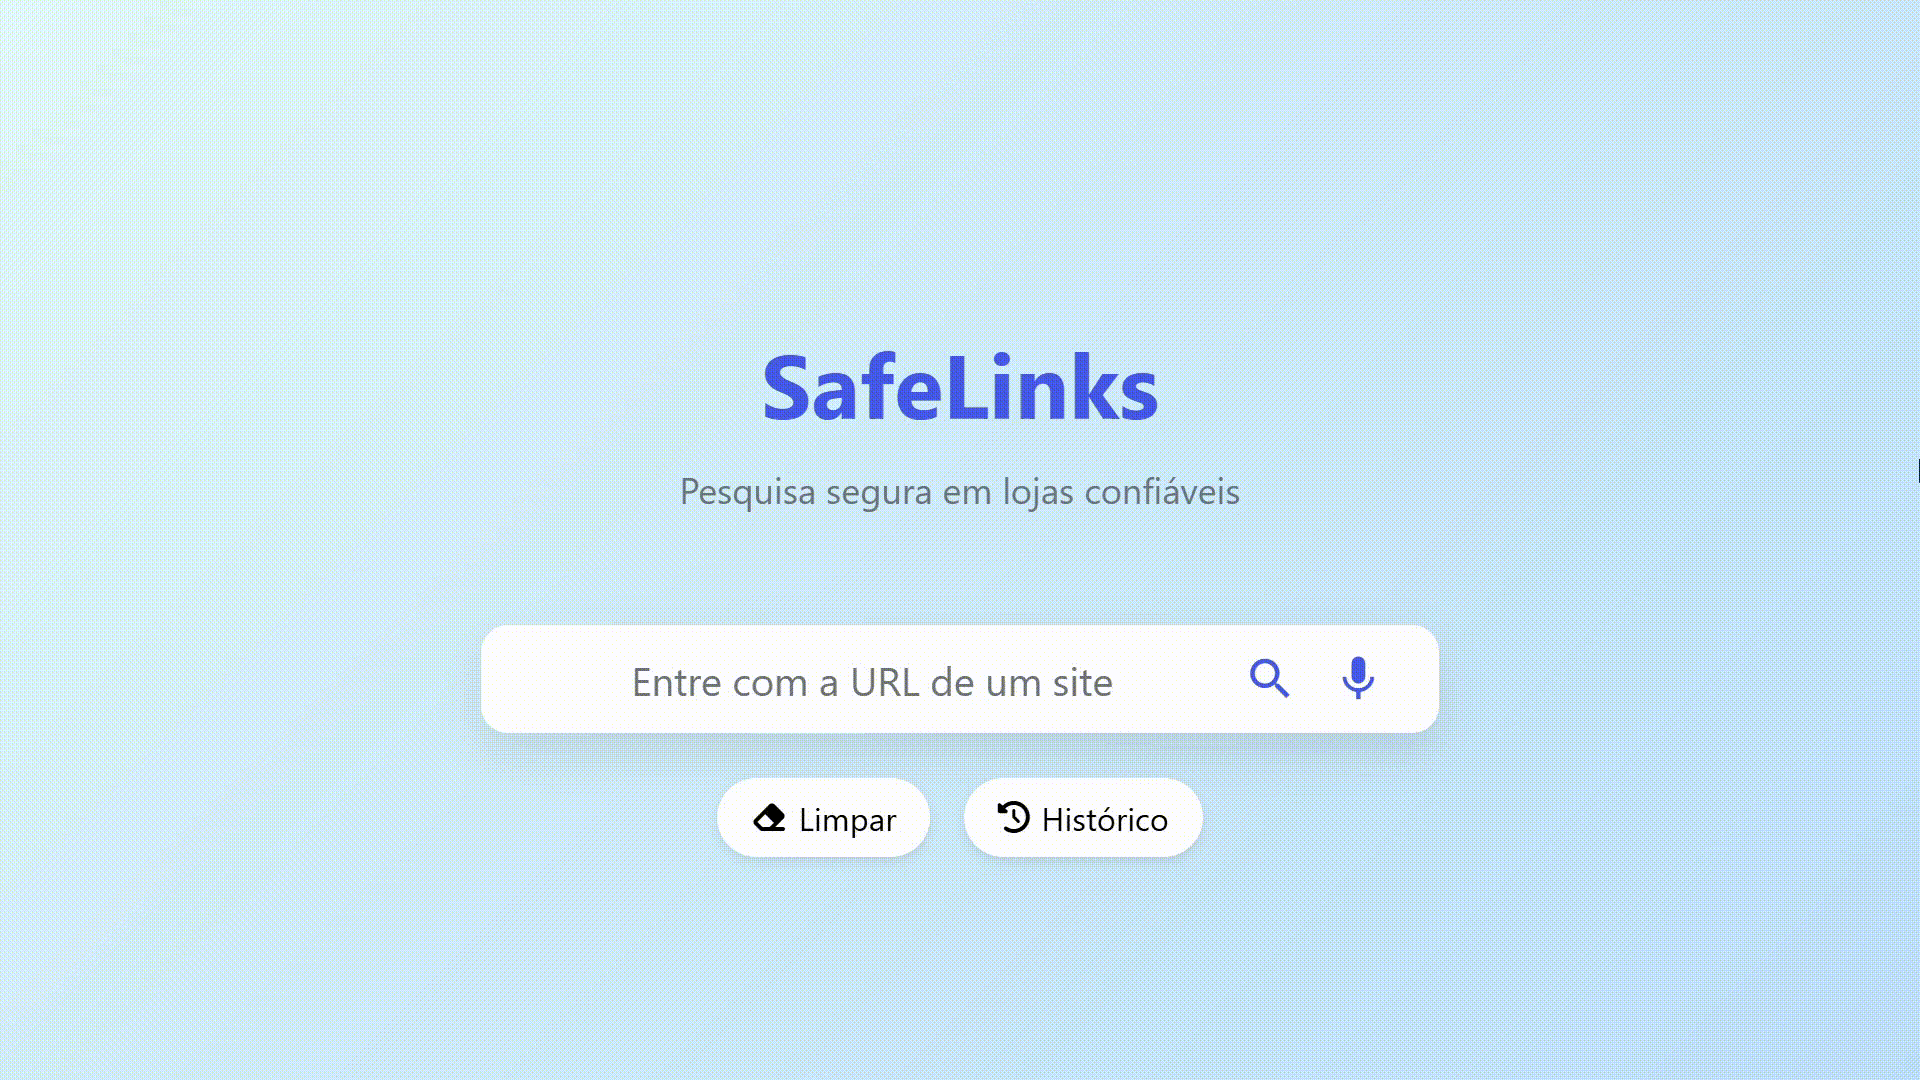 SafeLinks
Pesquisa segura em lojas confiáveis
Entre com a URL de um site
Limpar
Histórico